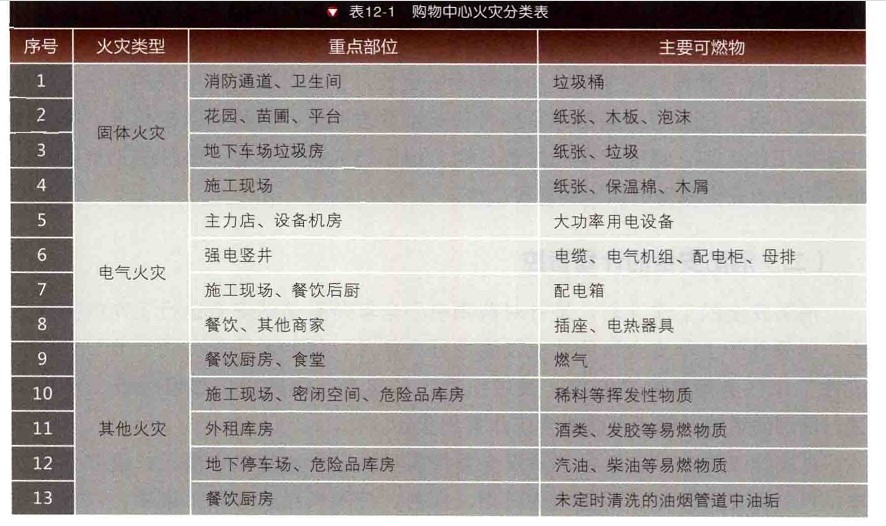 ▼ 表12-1 购物中心火灾分类表
序号 火灾类型 重点部位 主要可燃物
1 消防通道、卫生间 垃圾桶
2 花园、苗圃、平台 纸张、木板、泡沫
固体火灾
3 地下车场垃圾房 纸张、垃圾
4 施工现场 纸张、保温棉、木屑
5 主力店、设备机房 大功率用电设备
6 强电竖井 电缆、电气机组、配电柜、母排
电气火灾
7 施工现场、餐饮后厨 配电箱
8 餐饮、其他商家 插座、电热器具
9 餐饮厨房、食堂 燃气
10 施工现场、密闭空间、危险品库房 稀料等挥发性物质
11 其他火灾 外租库房 酒类、发胶等易燃物质
12 地下停车场、危险品库房 汽油、柴油等易燃物质
13 餐饮厨房 未定时清洗的油烟管道中油垢